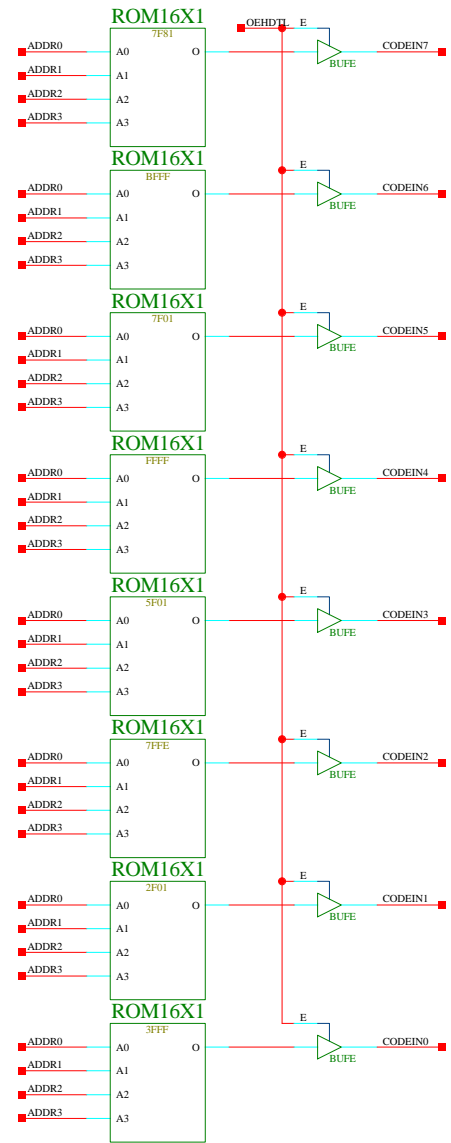 ROM16X1
7F81
OEHDTL E
ADDR0 A0 O CODEIN7
ADDR1 A1 BUFE
ADDR2 A2
ADDR3 A3
ROM16X1
BFFF
E
ADDR0 A0 O CODEIN6
ADDR1 A1 BUFE
ADDR2 A2
ADDR3 A3
ROM16X1
7F01
E
ADDR0 A0 O CODEIN5
ADDR1 A1 BUFE
ADDR2 A2
ADDR3 A3
ROM16X1
FFFF
E
ADDR0 A0 O CODEIN4
ADDR1 A1 BUFE
ADDR2 A2
ADDR3 A3
ROM16X1
5F01
E
ADDR0 A0 O CODEIN3
ADDR1 A1 BUFE
ADDR2 A2
ADDR3 A3
ROM16X1
7FFE
E
ADDR0 A0 O CODEIN2
ADDR1 A1 BUFE
ADDR2 A2
ADDR3 A3
ROM16X1
2F01
E
ADDR0 A0 O CODEIN1
ADDR1 A1 BUFE
ADDR2 A2
ADDR3 A3
ROM16X1
3FFF
E
ADDR0 A0 O CODEIN0
ADDR1 A1 BUFE
ADDR2 A2
ADDR3 A3